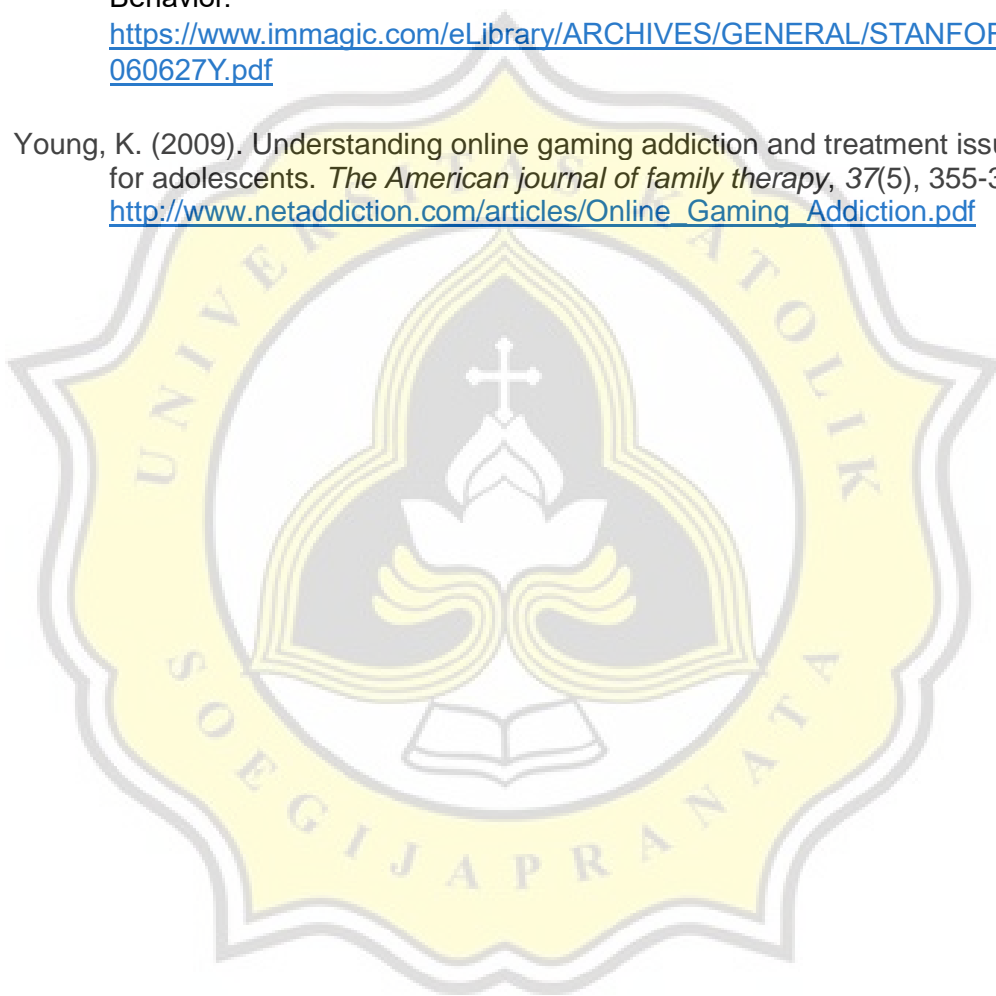 Behavior.
https://www.immagic.com/eLibrary/ARCHIVES/GENERAL/STANFOR
060627Y.pdf
Young, K. (2009). Understanding online gaming addiction and treatment
for adolescents. The American journal of family therapy, 37(5), 355-3
http://www.netaddiction.com/articles/Online_Gaming_Addiction.pdf
UNIVERSITAS KATOLIK
SOEGIJAPRANATA